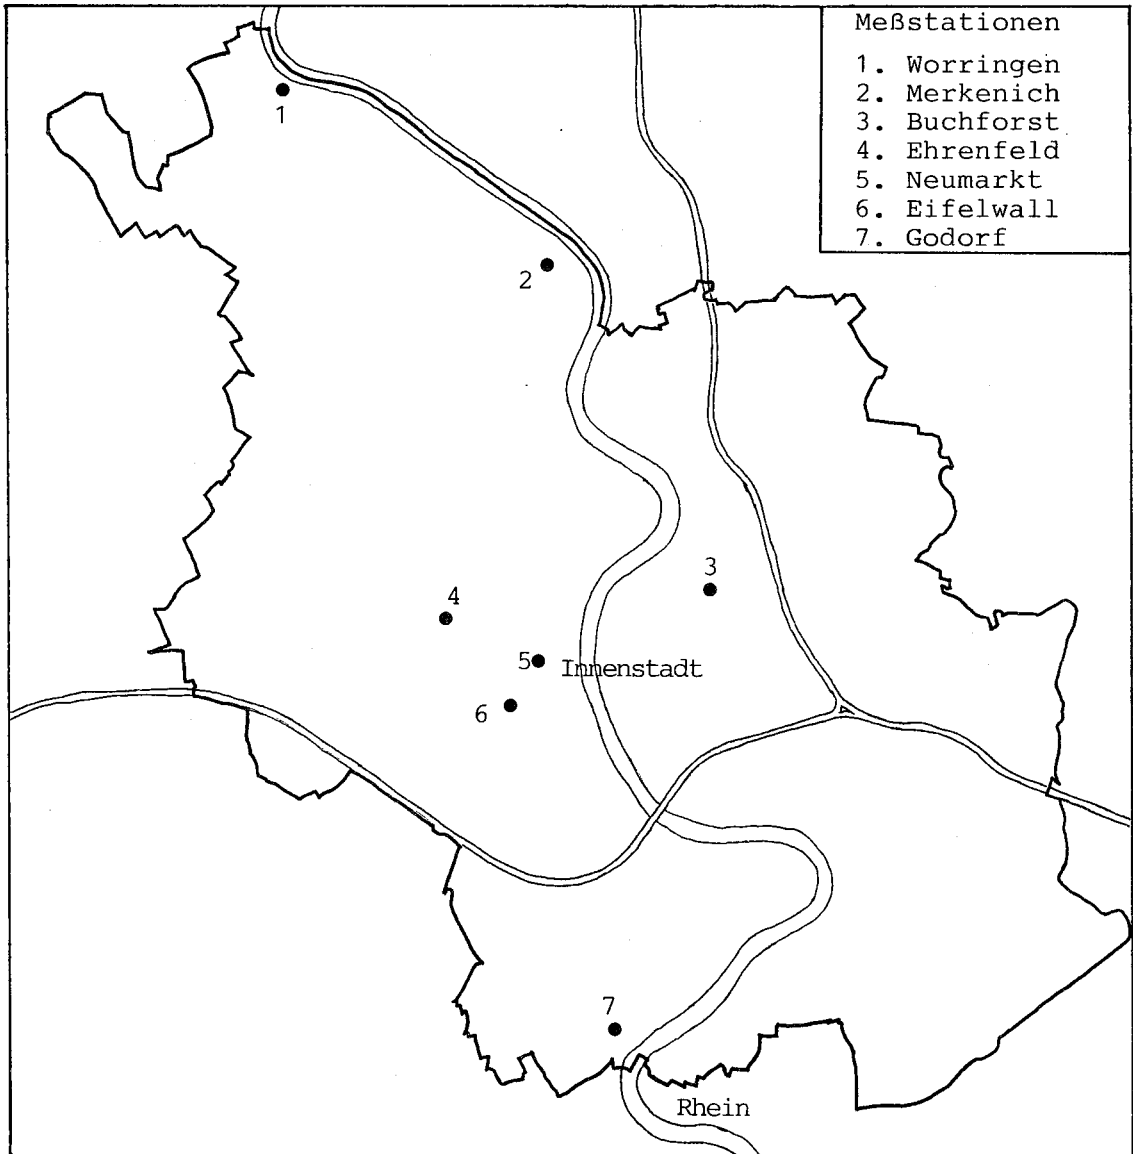 Meßstationen
1. Worringen
2. Merkenich
3. Buchforst
4. Ehrenfeld
5. Neumarkt
6. Eifelwall
7. Godorf
1
2
3
4
5
Innenstadt
6
7
Rhein